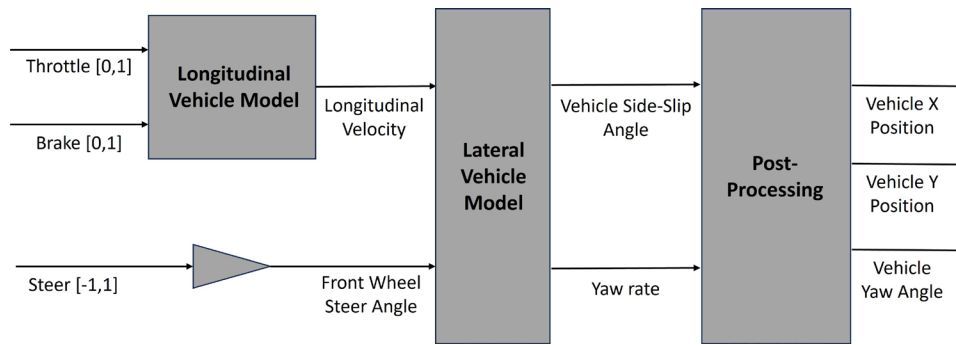 Throttle [0,1]
Brake [0,1]
Longitudinal
Vehicle Model
Longitudinal
Velocity
Steer [-1,1]
Front Wheel
Steer Angle
Lateral
Vehicle
Model
Vehicle Side-Slip
Angle
Yaw rate
Post-
Processing
Vehicle X
Position
Vehicle Y
Position
Vehicle
Yaw Angle